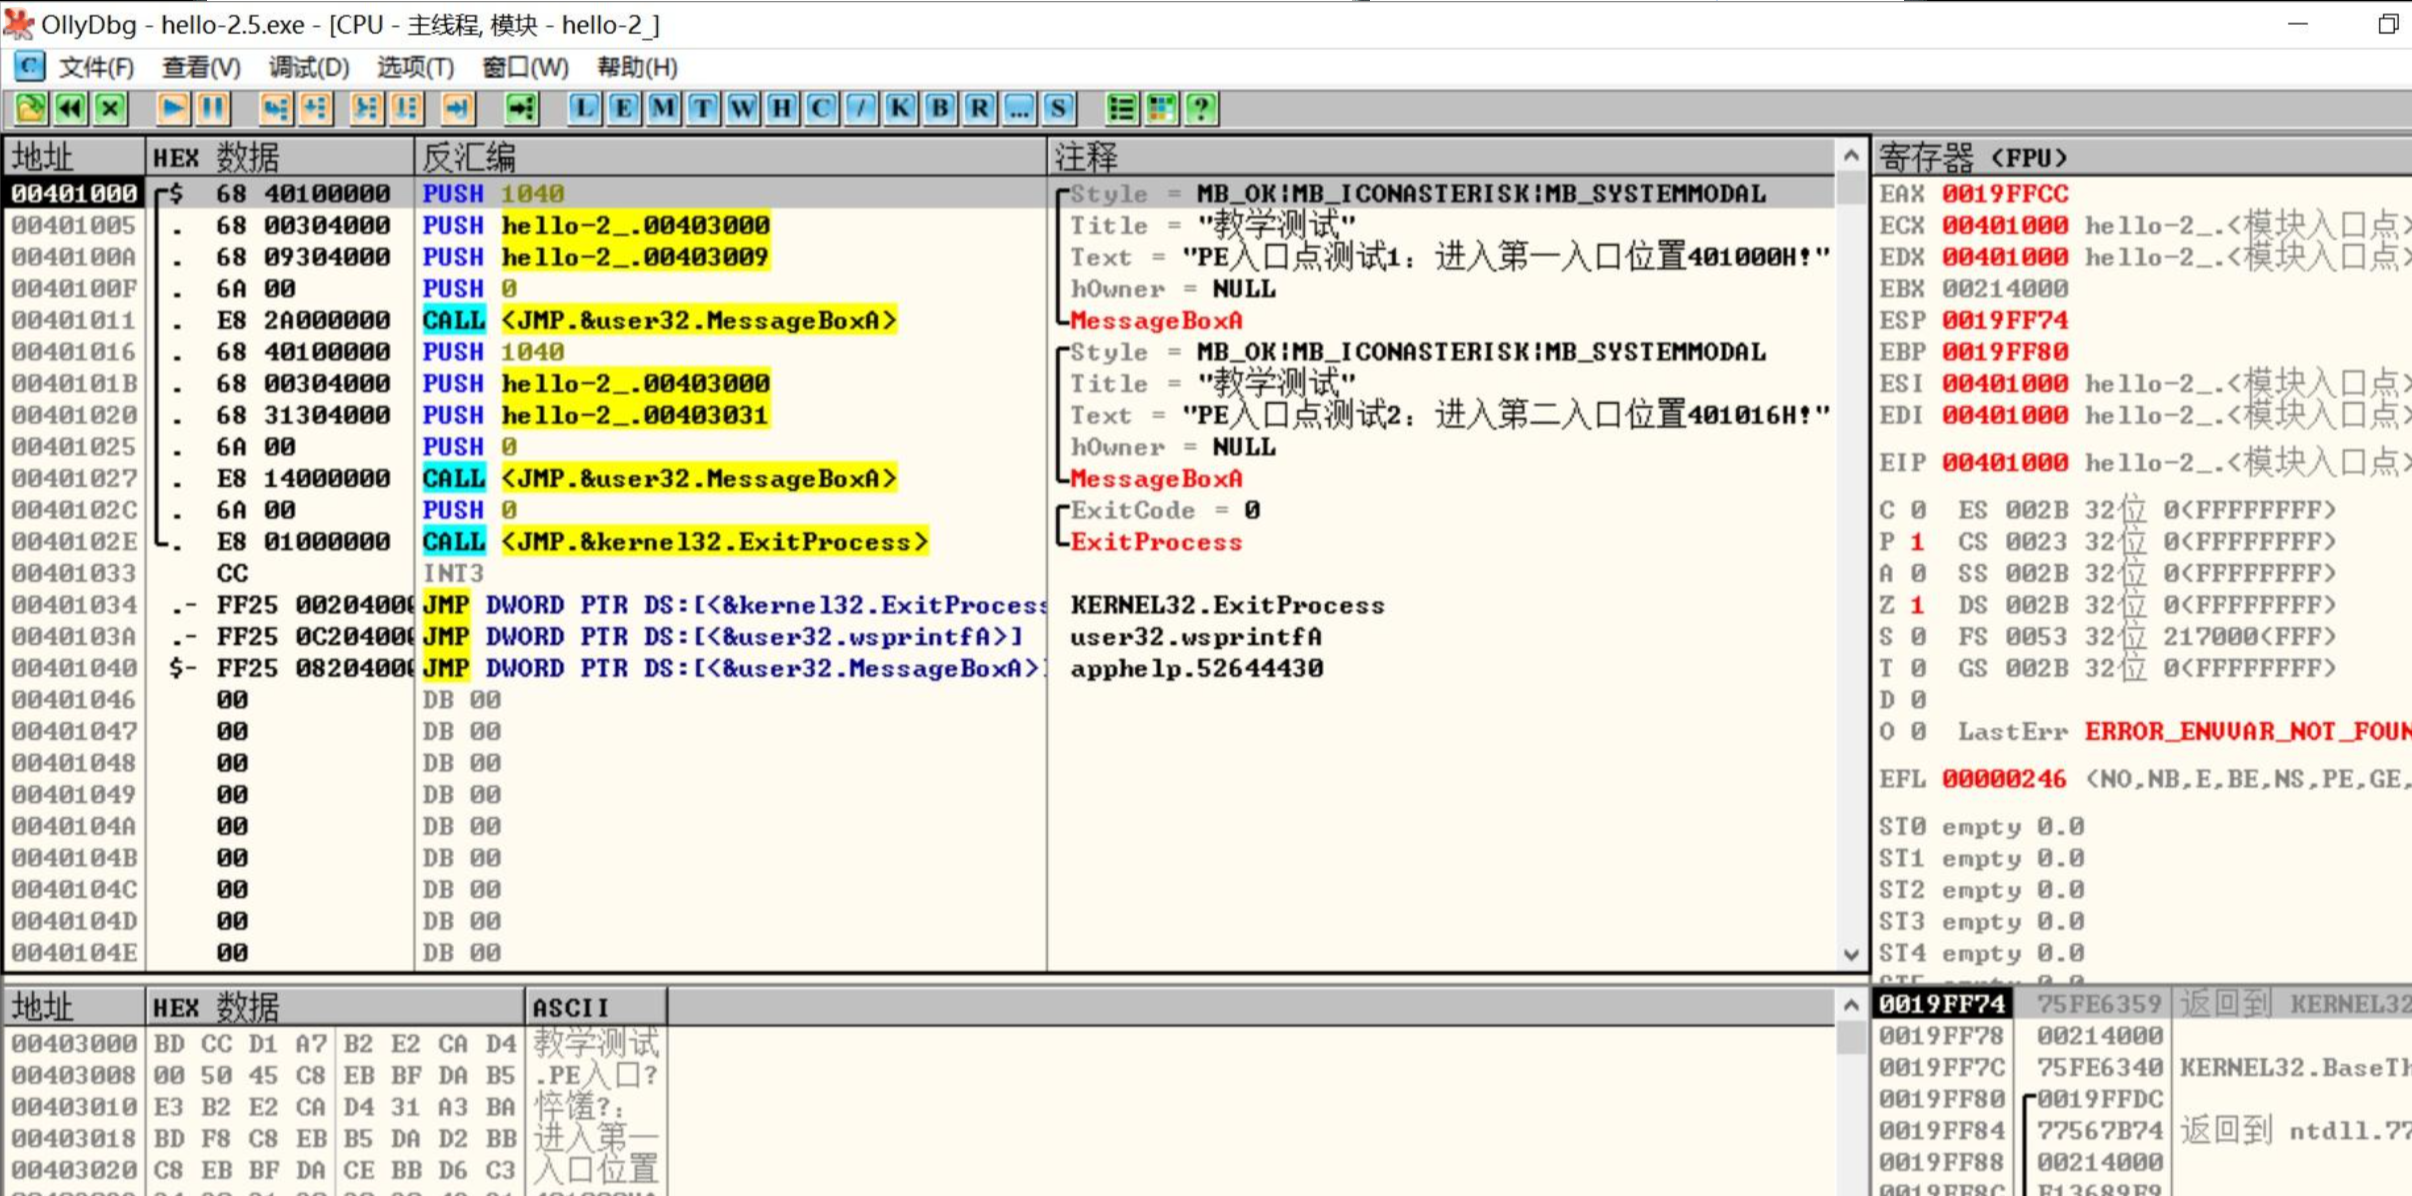 OllyDbg - hello-2.5.exe - [CPU - 主线程, 模块 - hello-2_]
C 文件(F) 查看(V) 调试(D) 选项(T) 窗口(W) 帮助(H)
L E M T W H C / K B R ... S ?
地址 HEX 数据 反汇编 注释
00401000 $ 68 40100000 PUSH 1040 Style = MB_OK|MB_ICONASTERISK|MB_SYSTEMMODAL
00401005 . 68 00304000 PUSH hello-2_.00403000 Title = "教学测试"
0040100A . 68 09304000 PUSH hello-2_.00403009 Text = "PE入口点测试1：进入第一入口位置401000H!"
0040100F . 6A 00 PUSH 0 hOwner = NULL
00401011 . E8 2A000000 CALL <JMP.&user32.MessageBoxA> MessageBoxA
00401016 . 68 40100000 PUSH 1040 Style = MB_OK|MB_ICONASTERISK|MB_SYSTEMMODAL
0040101B . 68 00304000 PUSH hello-2_.00403000 Title = "教学测试"
00401020 . 68 31304000 PUSH hello-2_.00403031 Text = "PE入口点测试2：进入第二入口位置401016H!"
00401025 . 6A 00 PUSH 0 hOwner = NULL
00401027 . E8 14000000 CALL <JMP.&user32.MessageBoxA> MessageBoxA
0040102C . 6A 00 PUSH 0 ExitCode = 0
0040102E . E8 01000000 CALL <JMP.&kernel32.ExitProcess> ExitProcess
00401033 CC INT3
00401034 .- FF25 0020400 JMP DWORD PTR DS:[<&kernel32.ExitProcess KERNEL32.ExitProcess
0040103A .- FF25 0C20400 JMP DWORD PTR DS:[<&user32.wsprintfA>] user32.wsprintfA
00401040 $- FF25 0820400 JMP DWORD PTR DS:[<&user32.MessageBoxA>] apphelp.52644430
00401046 00 DB 00
00401047 00 DB 00
00401048 00 DB 00
00401049 00 DB 00
0040104A 00 DB 00
0040104B 00 DB 00
0040104C 00 DB 00
0040104D 00 DB 00
0040104E 00 DB 00
寄存器 (FPU)
EAX 0019FFCC
ECX 00401000 hello-2_.<模块入口点>
EDX 00401000 hello-2_.<模块入口点>
EBX 00214000
ESP 0019FF74
EBP 0019FF80
ESI 00401000 hello-2_.<模块入口点>
EDI 00401000 hello-2_.<模块入口点>
EIP 00401000 hello-2_.<模块入口点>
C 0 ES 002B 32位 0(FFFFFFFF)
P 1 CS 0023 32位 0(FFFFFFFF)
A 0 SS 002B 32位 0(FFFFFFFF)
Z 1 DS 002B 32位 0(FFFFFFFF)
S 0 FS 0053 32位 217000(FFF)
T 0 GS 002B 32位 0(FFFFFFFF)
D 0
O 0 LastErr ERROR_ENVVAR_NOT_FOUN
EFL 00000246 (NO,NB,E,BE,NS,PE,GE,
ST0 empty 0.0
ST1 empty 0.0
ST2 empty 0.0
ST3 empty 0.0
ST4 empty 0.0
地址 HEX 数据 ASCII
00403000 BD CC D1 A7 B2 E2 CA D4 教学测试
00403008 00 50 45 C8 EB BF DA B5 .PE入口?
00403010 E3 B2 E2 CA D4 31 A3 BA 悴馐?：
00403018 BD F8 C8 EB B5 DA D2 BB 进入第一
00403020 C8 EB BF DA CE BB D6 C3 入口位置
0019FF74 75FE6359 返回到 KERNEL32
0019FF78 00214000
0019FF7C 75FE6340 KERNEL32.BaseTh
0019FF80 0019FFDC
0019FF84 77567B74 返回到 ntdll.77
0019FF88 00214000
0019FF8C F13689F9